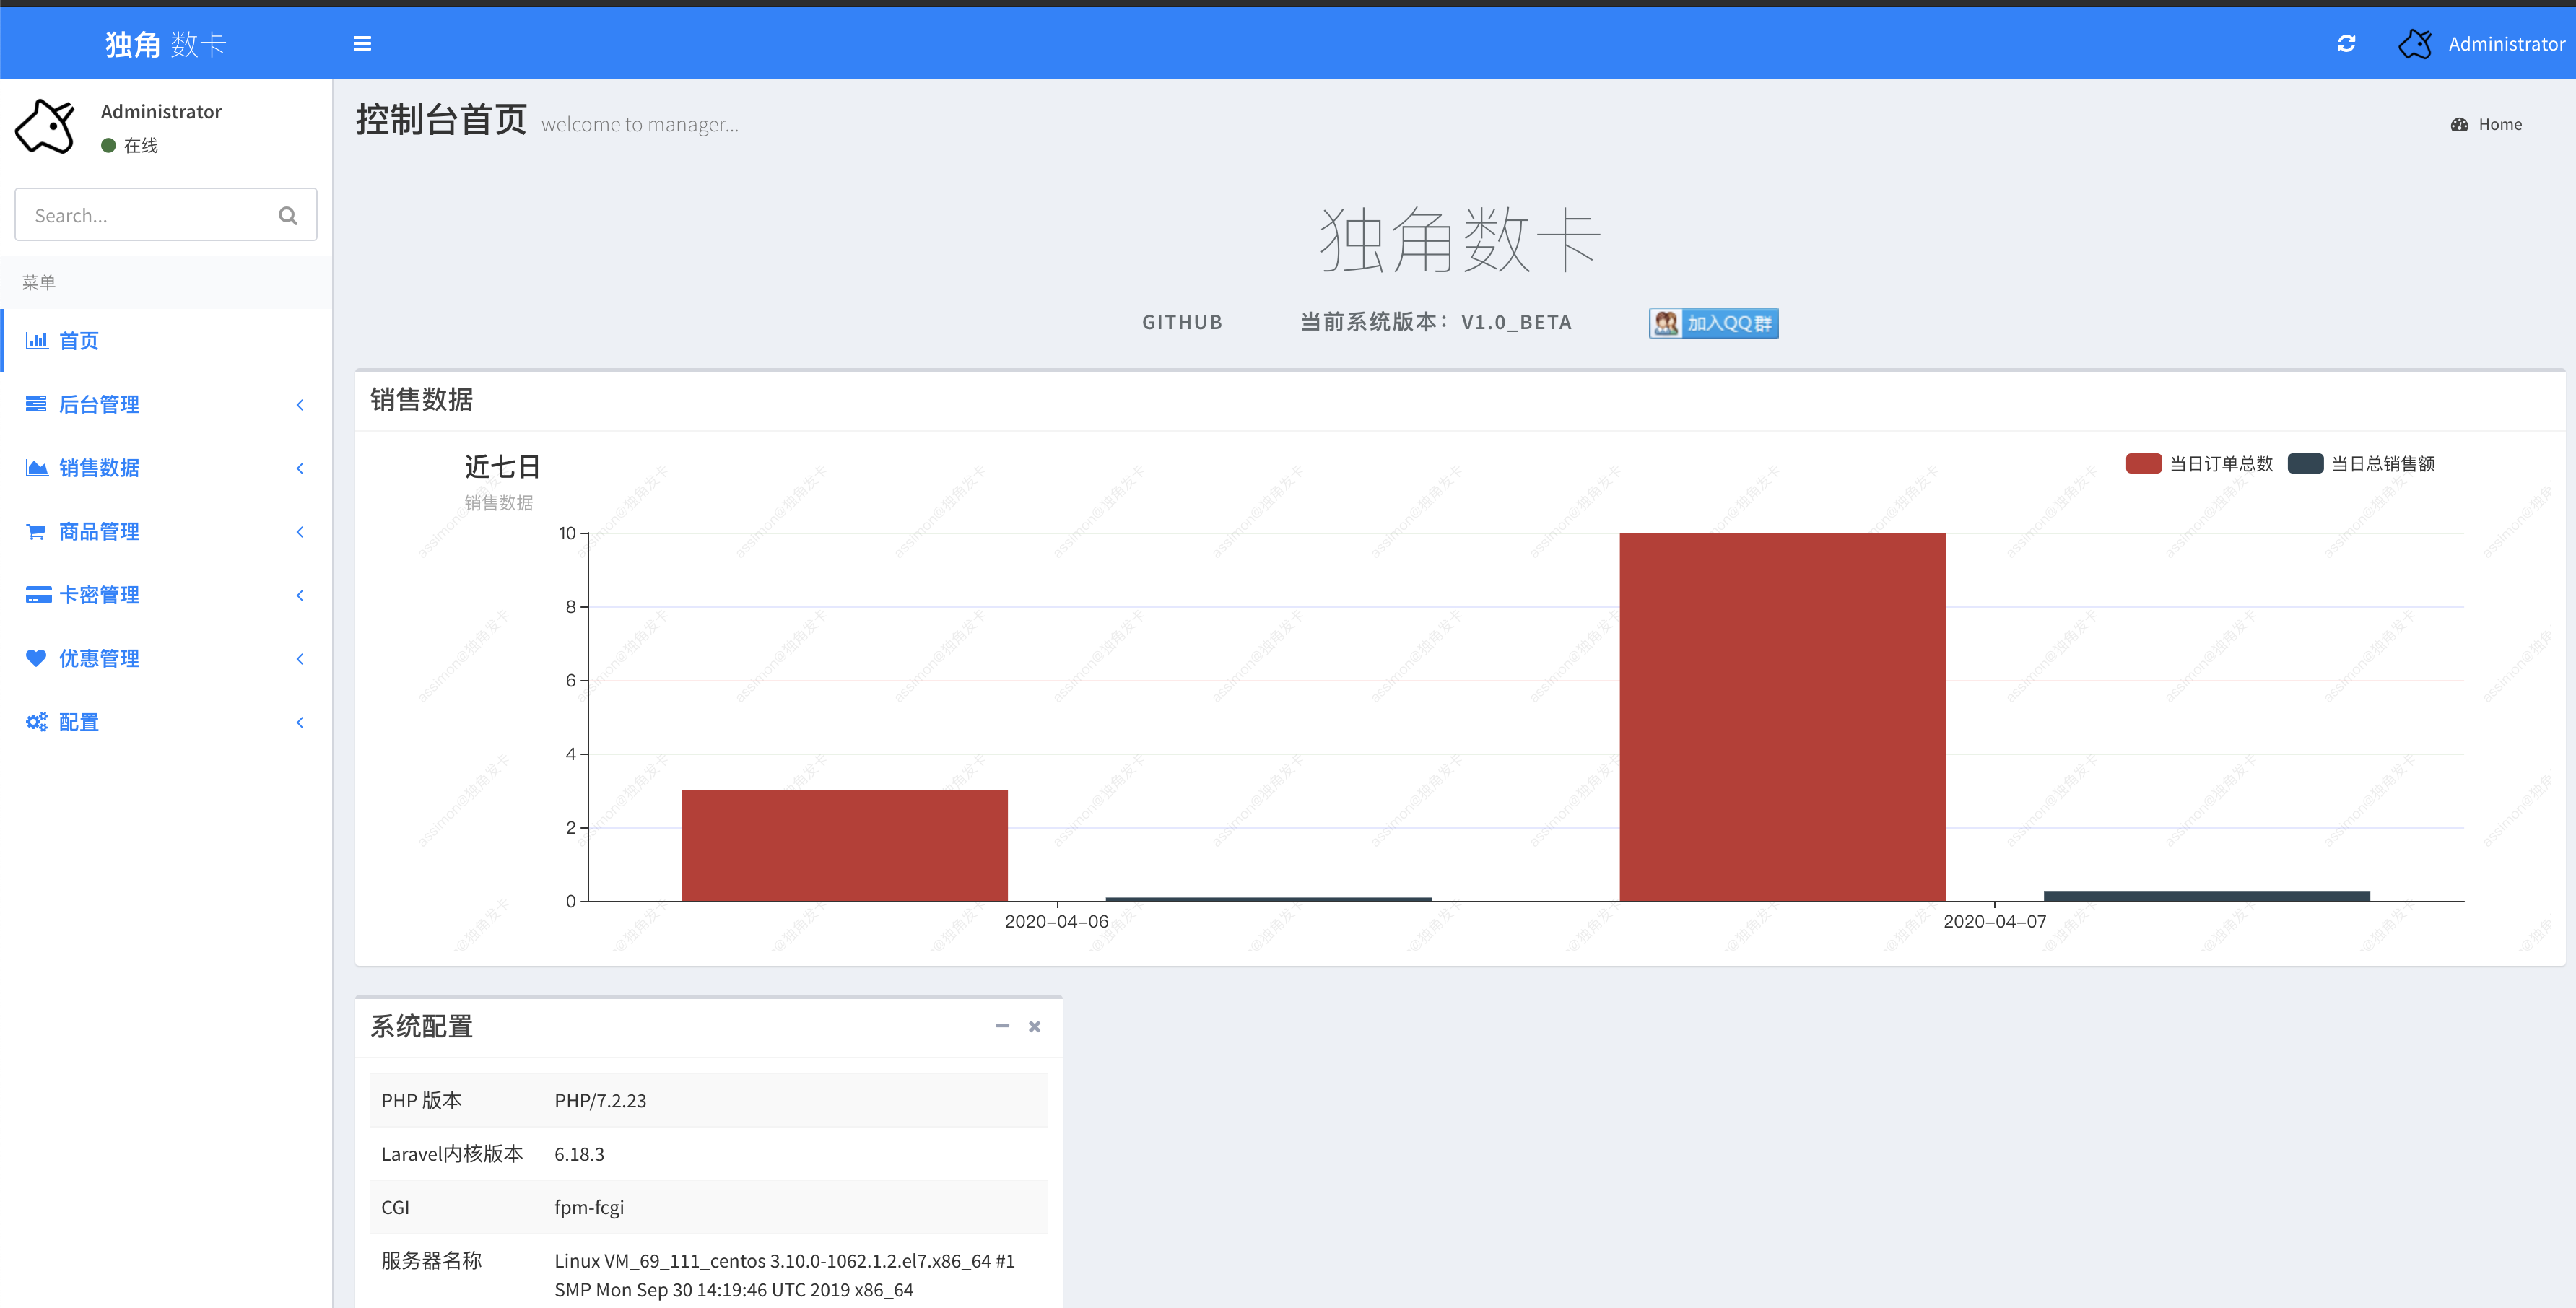 独角 数卡
Administrator
Administrator
在线
Search...
菜单
首页
后台管理
销售数据
商品管理
卡密管理
优惠管理
配置
控制台首页 welcome to manager...
Home
独角数卡
GITHUB 当前系统版本：V1.0_BETA 加入QQ群
销售数据
近七日
销售数据
当日订单总数 当日总销售额
10
8
6
4
2
0
2020-04-06 2020-04-07
assimon@独角发卡
系统配置
PHP 版本 PHP/7.2.23
Laravel内核版本 6.18.3
CGI fpm-fcgi
服务器名称 Linux VM_69_111_centos 3.10.0-1062.1.2.el7.x86_64 #1
SMP Mon Sep 30 14:19:46 UTC 2019 x86_64